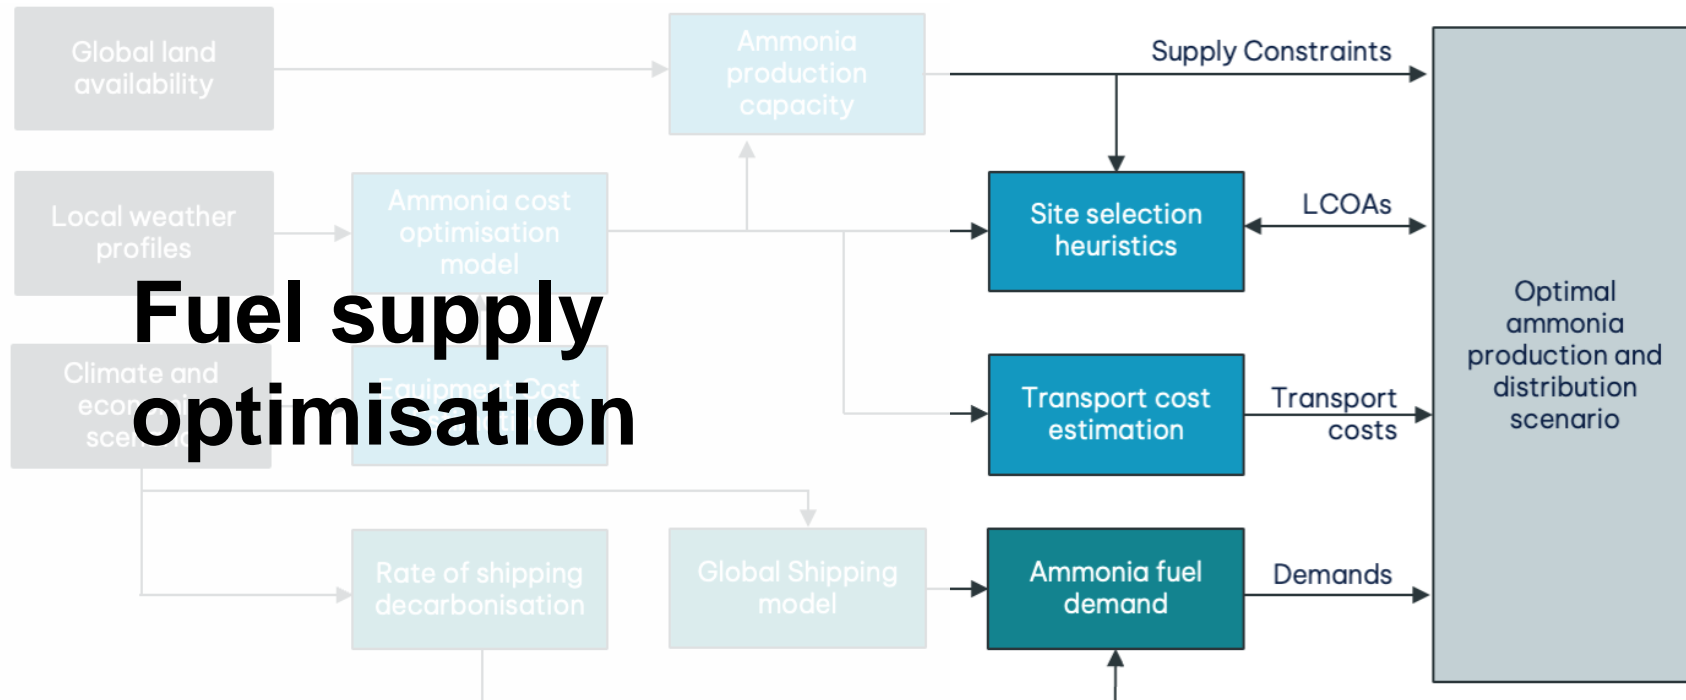 Global land
availability
Ammonia
production
capacity
Supply Constraints
Local weather
profiles
Ammonia cost
optimisation
model
Site selection
heuristics
LCOAs
Optimal
ammonia
production and
distribution
scenario
Fuel supply
optimisation
Climate and
Equipment Cost
Transport cost
estimation
Transport
costs
Rate of shipping
decarbonisation
Global Shipping
model
Ammonia fuel
demand
Demands